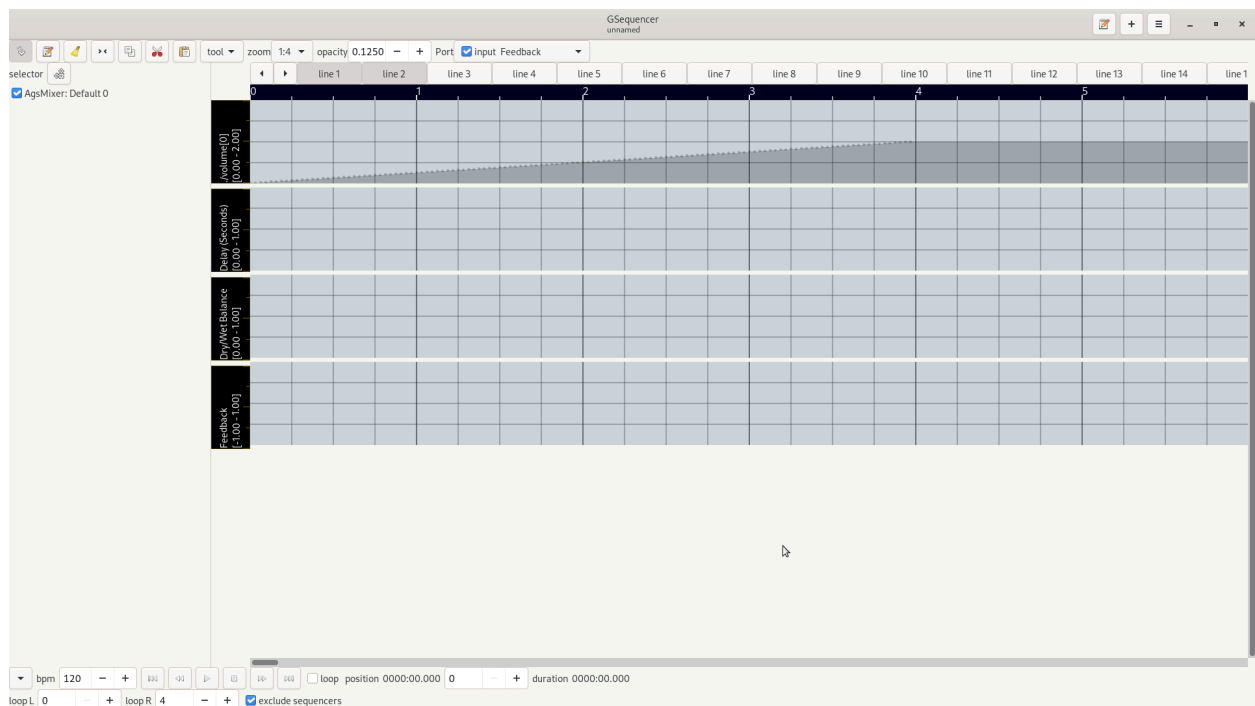 GSequencer
unnamed
tool zoom 1:4 opacity 0.1250 − + Port input Feedback
selector
line 1 line 2 line 3 line 4 line 5 line 6 line 7 line 8 line 9 line 10 line 11 line 12 line 13 line 14 line 1
AgsMixer: Default 0
0 1 2 3 4 5
./volume[0]
[0.00 - 2.00]
Delay (Seconds)
[0.00 - 1.00]
Dry/Wet Balance
[0.00 - 1.00]
Feedback
[-1.00 - 1.00]
bpm 120 − + loop position 0000:00.000 0 − + duration 0000:00.000
loop L 0 − + loop R 4 − + exclude sequencers